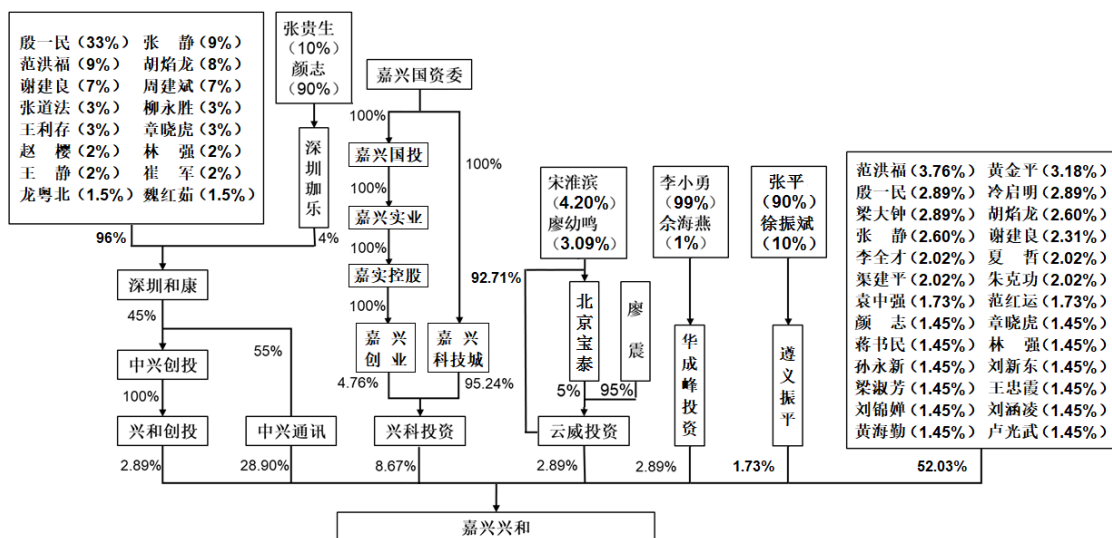 殷一民（33%） 张 静（9%）
范洪福（9%） 胡焰龙（8%）
谢建良（7%） 周建斌（7%）
张道法（3%） 柳永胜（3%）
王利存（3%） 章晓虎（3%）
赵 樱（2%） 林 强（2%）
王 静（2%） 崔 军（2%）
龙粤北（1.5%） 魏红茹（1.5%）
张贵生
（10%）
颜志
（90%）
嘉兴国资委
100%
嘉兴国投
深圳珈乐
100%
100%
嘉兴实业
宋淮滨
（4.20%）
廖幼鸣
（3.09%）
李小勇
（99%）
佘海燕
（1%）
张平
（90%）
徐振斌
（10%）
范洪福（3.76%） 黄金平（3.18%）
殷一民（2.89%） 冷启明（2.89%）
梁大钟（2.89%） 胡焰龙（2.60%）
张 静（2.60%） 谢建良（2.31%）
李全才（2.02%） 夏 哲（2.02%）
渠建平（2.02%） 朱克功（2.02%）
袁中强（1.73%） 范红运（1.73%）
颜 志（1.45%） 章晓虎（1.45%）
蒋书民（1.45%） 林 强（1.45%）
孙永新（1.45%） 刘新东（1.45%）
梁淑芳（1.45%） 王忠霞（1.45%）
刘锦婵（1.45%） 刘涵凌（1.45%）
黄海勤（1.45%） 卢光武（1.45%）
96%
4%
100%
嘉实控股
92.71%
深圳和康
100%
北京宝泰
廖震
45%
55%
嘉兴创业
嘉兴科技城
华成峰投资
遵义振平
中兴创投
4.76%
95.24%
5%
95%
100%
兴和创投
中兴通讯
兴科投资
云威投资
2.89%
28.90%
8.67%
2.89%
2.89%
1.73%
52.03%
嘉兴兴和